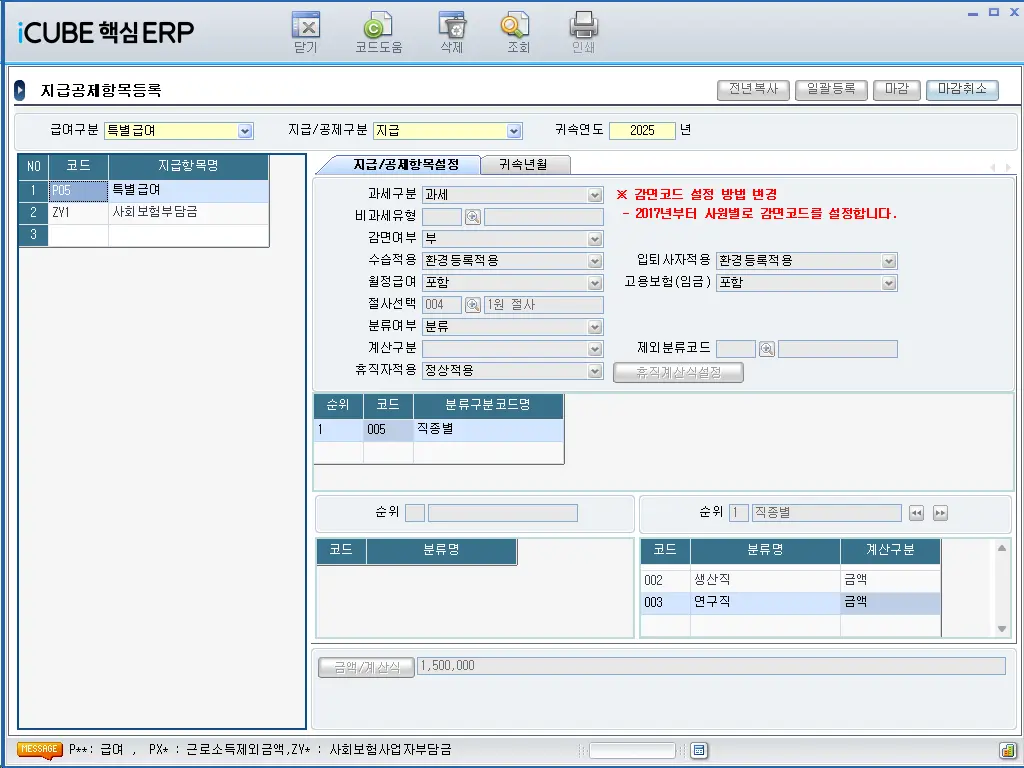 iCUBE 핵심ERP
닫기 코드도움 삭제 조회 인쇄
지급공제항목등록
전년복사 일괄등록 마감 마감취소
급여구분 특별급여 지급/공제구분 지급 귀속연도 2025 년
NO 코드 지급항목명
1 P05 특별급여
2 ZY1 사회보험부담금
3
지급/공제항목설정 귀속년월
과세구분 과세
※ 감면코드 설정 방법 변경
비과세유형
- 2017년부터 사원별로 감면코드를 설정합니다.
감면여부 부
수습적용 환경등록적용 입퇴사자적용 환경등록적용
월정급여 포함 고용보험(임금) 포함
절사선택 004 1원 절사
분류여부 분류
계산구분 제외분류코드
휴직자적용 정상적용 휴직계산식설정
순위 코드 분류구분코드명
1 005 직종별
순위
순위 1 직종별
코드 분류명
코드 분류명 계산구분
002 생산직 금액
003 연구직 금액
금액/계산식 1,500,000
MESSAGE P**: 급여 , PX* : 근로소득제외금액,ZY* : 사회보험사업자부담금